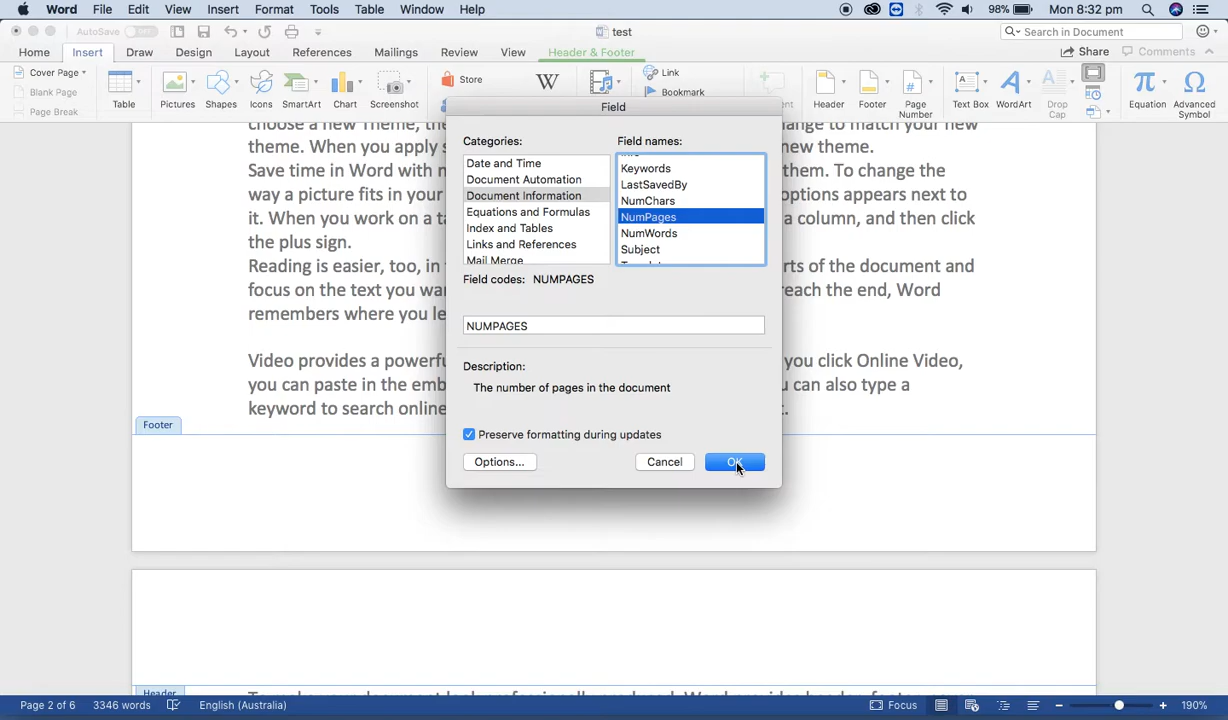 Word File Edit View Insert Format Tools Table Window Help 98% Mon 8:32 pm
AutoSave test Search in Document
Home Insert Draw Design Layout References Mailings Review View Header & Footer Share Comments
Cover Page
Blank Page
Page Break
Table Pictures Shapes Icons SmartArt Chart Screenshot
Store
W
Link
Bookmark
Header Footer Page Number Text Box WordArt Drop Cap Equation Advanced Symbol
theme. When you apply new theme.
Save time in Word with them. To change the
way a picture fits in your options appears next to
it. When you work on a a column, and then click
the plus sign.
Reading is easier, too, in of the document and
focus on the text you reach the end, Word
remembers where you
Video provides a you click Online Video,
you can paste in the can also type a
keyword to search
Footer
Field
Categories:
Date and Time
Document Automation
Document Information
Equations and Formulas
Index and Tables
Links and References
Mail Merge
Field names:
Keywords
LastSavedBy
NumChars
NumPages
NumWords
Subject
Field codes: NUMPAGES
NUMPAGES
Description:
The number of pages in the document
Preserve formatting during updates
Options... Cancel OK
Header
Page 2 of 6 3346 words English (Australia) Focus 190%